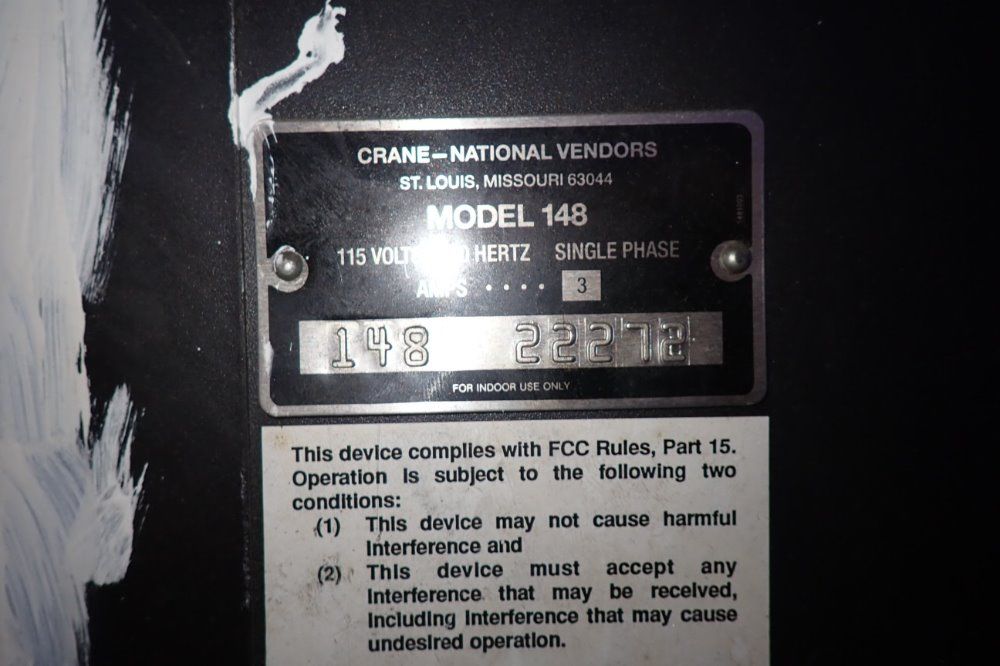 CRANE–NATIONAL VENDORS
ST. LOUIS, MISSOURI 63044
MODEL 148
115 HERTZ SINGLE PHASE
AMPS . . . . 3
148 22272
FOR INDOOR USE ONLY
This device complies with FCC Rules, Part 15.
Operation is subject to the following two
conditions:
(1) This device may not cause harmful
interference and
(2) This device must accept any
interference that may be received,
including interference that may cause
undesired operation.